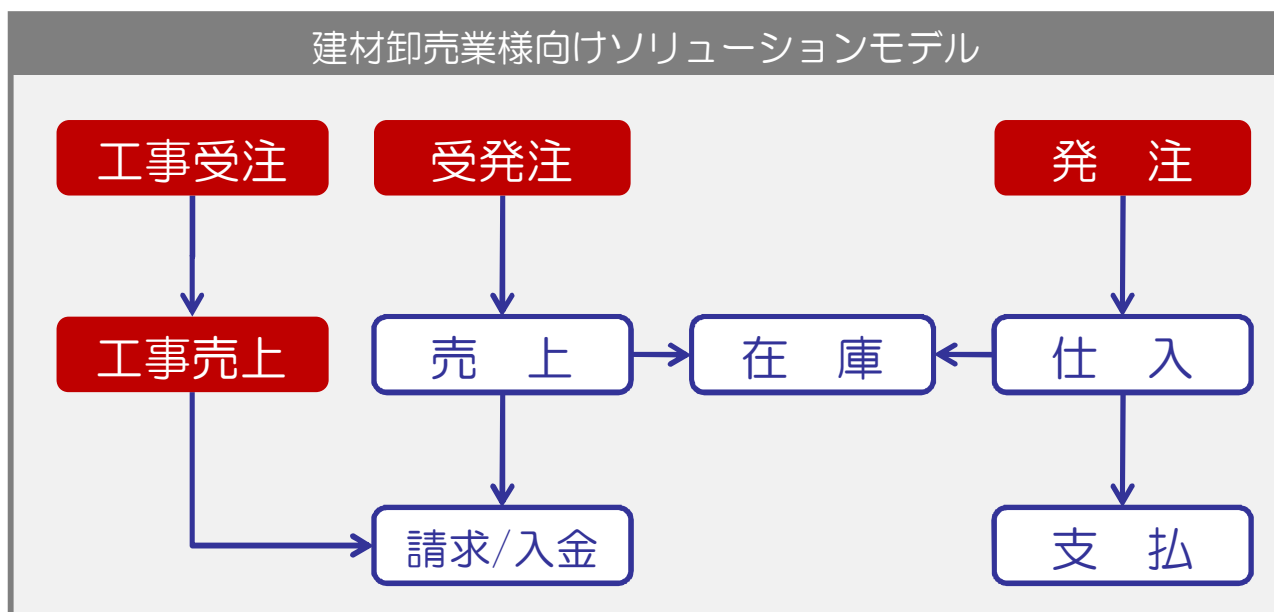 建材卸売業様向けソリューションモデル
工事受注
受発注
発　注
工事売上
売　上
在　庫
仕　入
請求/入金
支　払